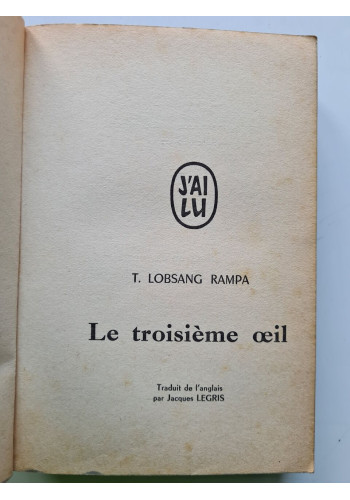 J'AI
LU
T. LOBSANG RAMPA
Le troisième œil
Traduit de l'anglais
par Jacques LEGRIS